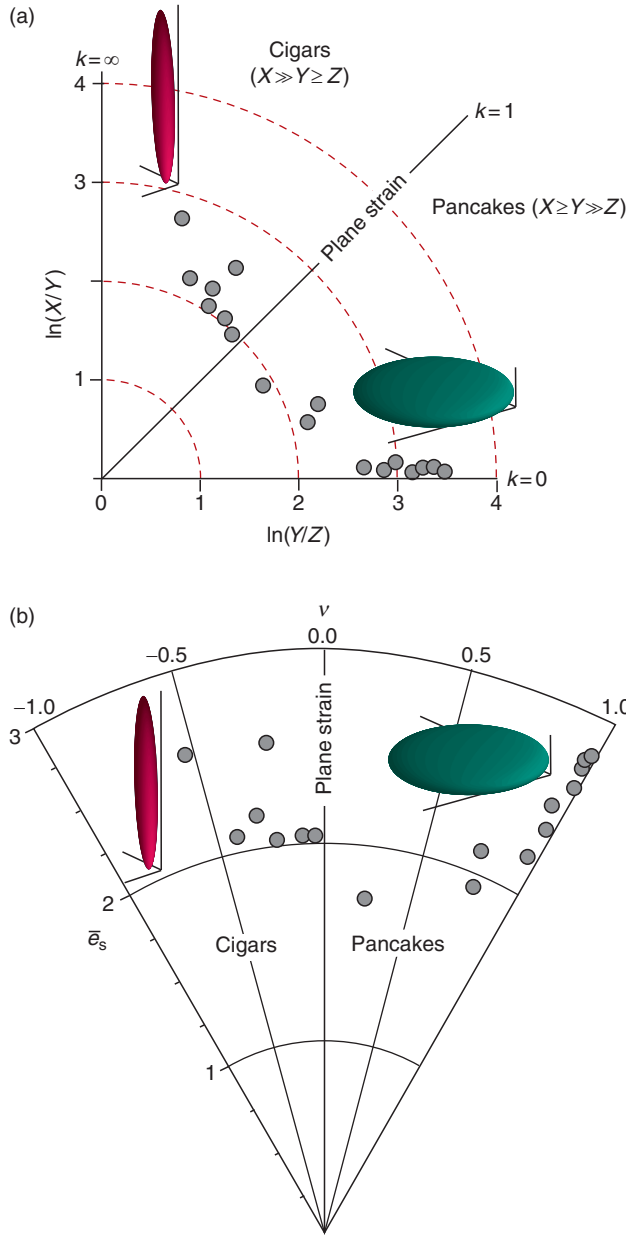 (a)
k=∞
Cigars
(X≫Y≥Z)
4
k=1
3
Plane strain
Pancakes (X≥Y≫Z)
ln(X/Y)
1
k=0
0
1
2
3
4
ln(Y/Z)
(b)
ν
0.0
−0.5
0.5
−1.0
1.0
3
Plane strain
2
ēs
Cigars
Pancakes
1